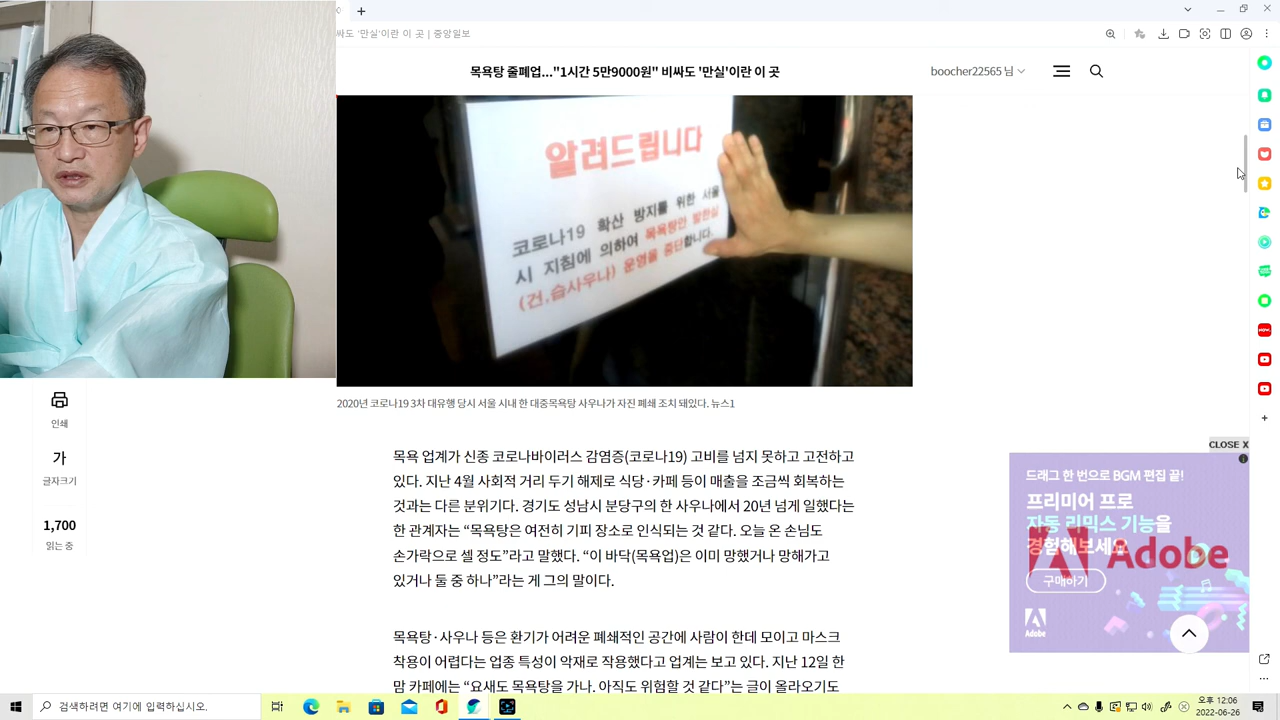 싸도 '만실'이란 이 곳 | 중앙일보
목욕탕 줄폐업..."1시간 5만9000원" 비싸도 '만실'이란 이 곳
boocher22565 님
알려드립니다
코로나19 확산 방지를 위한 서울
시 지침에 의하여 목욕탕안 발한실
(건,습사우나) 운영을 중단합니다.
2020년 코로나19 3차 대유행 당시 서울 시내 한 대중목욕탕 사우나가 자진 폐쇄 조치 돼있다. 뉴스1
인쇄
가
글자크기
1,700
읽는 중
목욕 업계가 신종 코로나바이러스 감염증(코로나19) 고비를 넘지 못하고 고전하고
있다. 지난 4월 사회적 거리 두기 해제로 식당·카페 등이 매출을 조금씩 회복하는
것과는 다른 분위기다. 경기도 성남시 분당구의 한 사우나에서 20년 넘게 일했다는
한 관계자는 “목욕탕은 여전히 기피 장소로 인식되는 것 같다. 오늘 온 손님도
손가락으로 셀 정도”라고 말했다. “이 바닥(목욕업)은 이미 망했거나 망해가고
있거나 둘 중 하나”라는 게 그의 말이다.
목욕탕·사우나 등은 환기가 어려운 폐쇄적인 공간에 사람이 한데 모이고 마스크
착용이 어렵다는 업종 특성이 악재로 작용했다고 업계는 보고 있다. 지난 12일 한
맘 카페에는 “요새도 목욕탕을 가나. 아직도 위험할 것 같다”는 글이 올라오기도
CLOSE X
드래그 한 번으로 BGM 편집 끝!
프리미어 프로
자동 리믹스 기능을
경험해보세요
Adobe
구매하기
Adobe
검색하려면 여기에 입력하십시오.
오후 12:06
2022-06-26